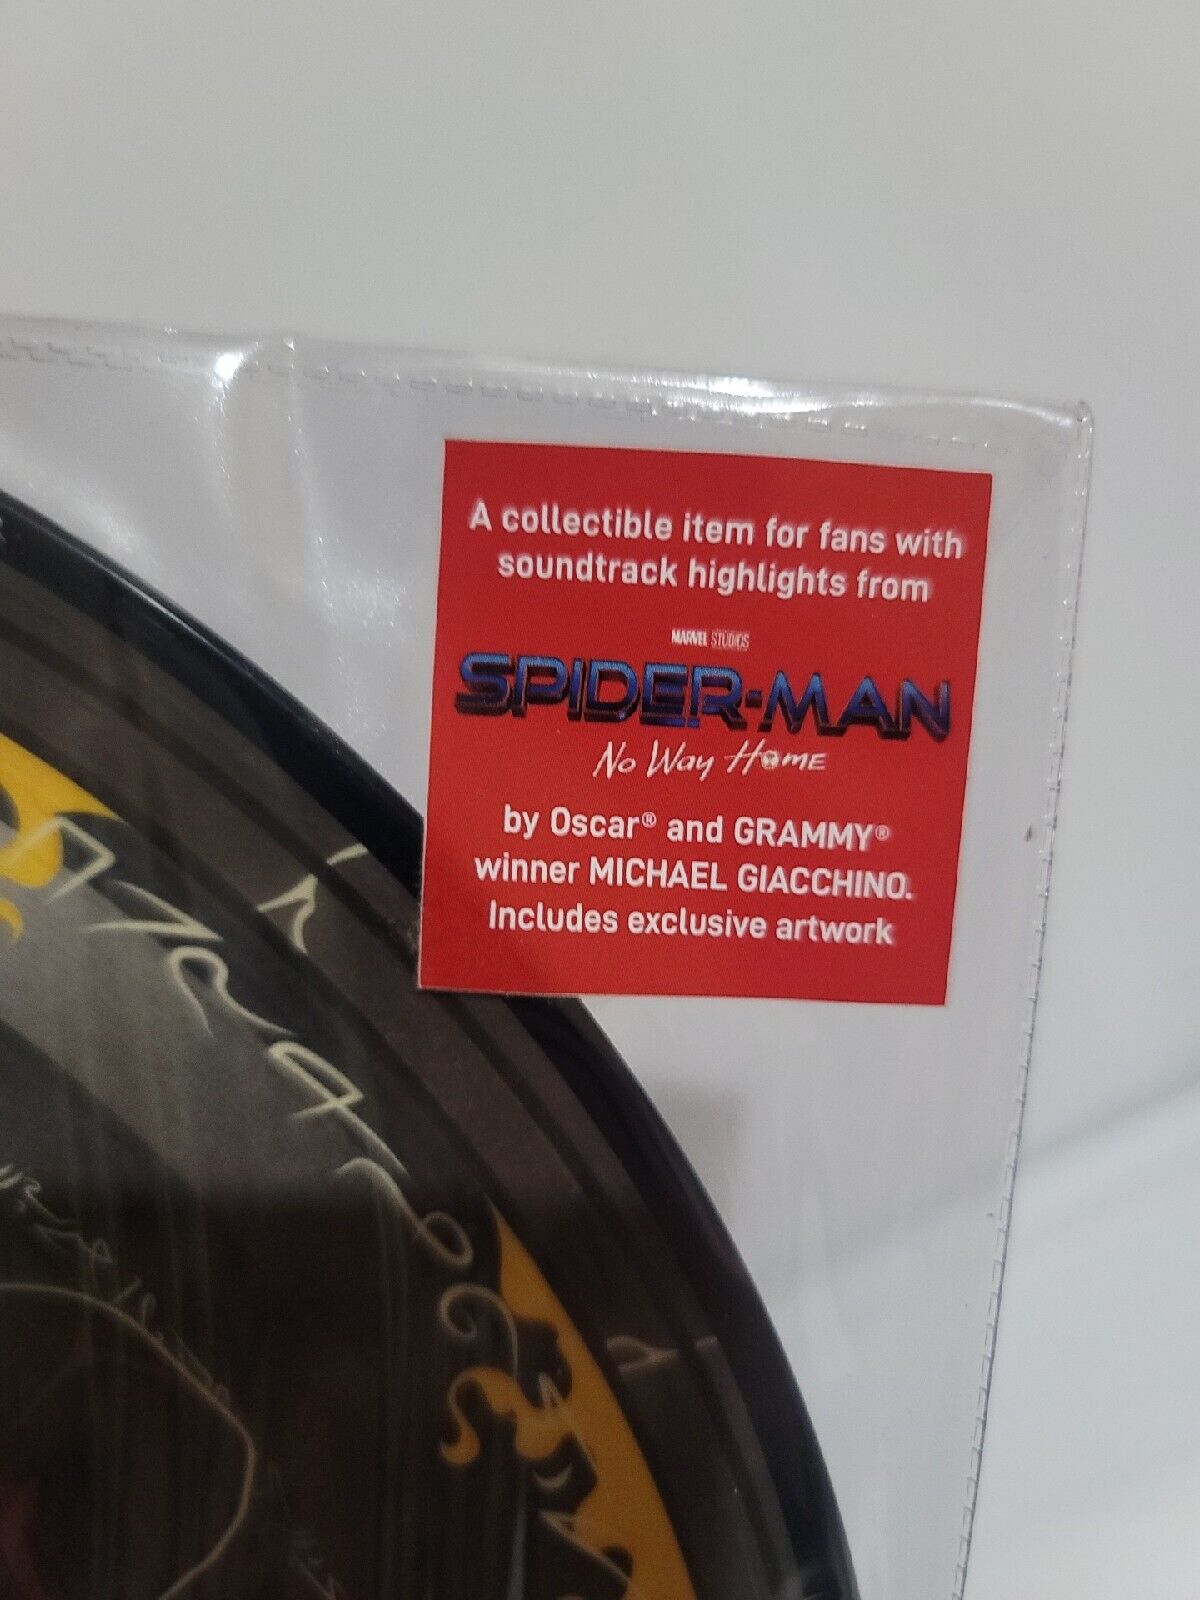 A collectible item for fans with
soundtrack highlights from
MARVEL STUDIOS
SPIDER-MAN
No Way HOME
by Oscar® and GRAMMY®
winner MICHAEL GIACCHINO.
Includes exclusive artwork